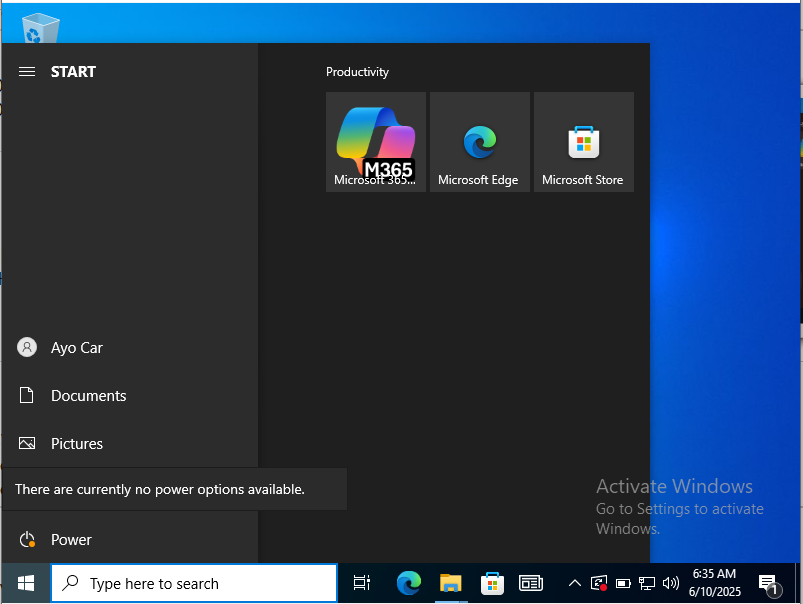 START
Productivity
M365
Microsoft 365...
Microsoft Edge
Microsoft Store
Ayo Car
Documents
Pictures
There are currently no power options available.
Power
Activate Windows
Go to Settings to activate
Windows.
Type here to search
6:35 AM
6/10/2025
1